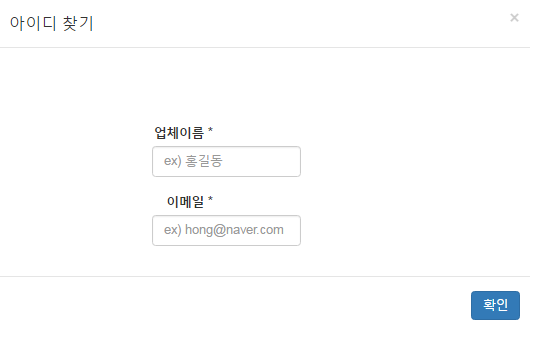 아이디 찾기
×
업체이름 *
ex) 홍길동
이메일 *
ex) hong@naver.com
확인